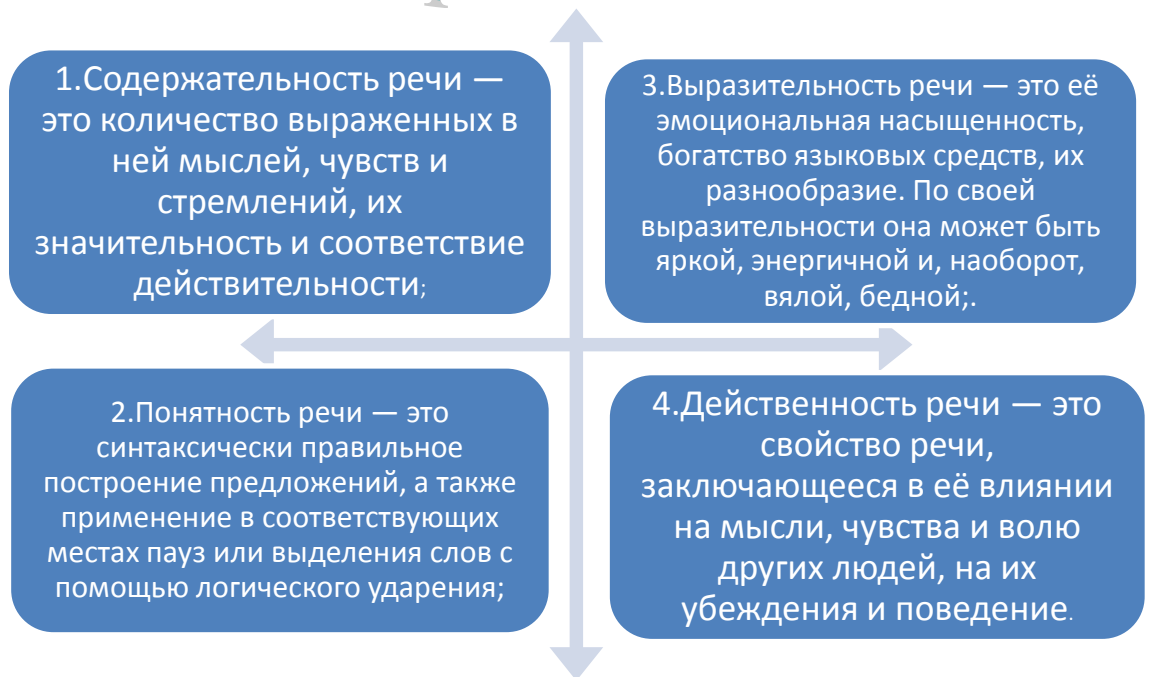 1.Содержательность речи —
это количество выраженных в
ней мыслей, чувств и
стремлений, их
значительность и соответствие
действительности;
2.Понятность речи — это
синтаксически правильное
построение предложений, а также
применение в соответствующих
местах пауз или выделения слов с
помощью логического ударения;
3.Выразительность речи — это её
эмоциональная насыщенность,
богатство языковых средств, их
разнообразие. По своей
выразительности она может быть
яркой, энергичной и, наоборот,
вялой, бедной;.
4.Действенность речи — это
свойство речи,
заключающееся в её влиянии
на мысли, чувства и волю
других людей, на их
убеждения и поведение.